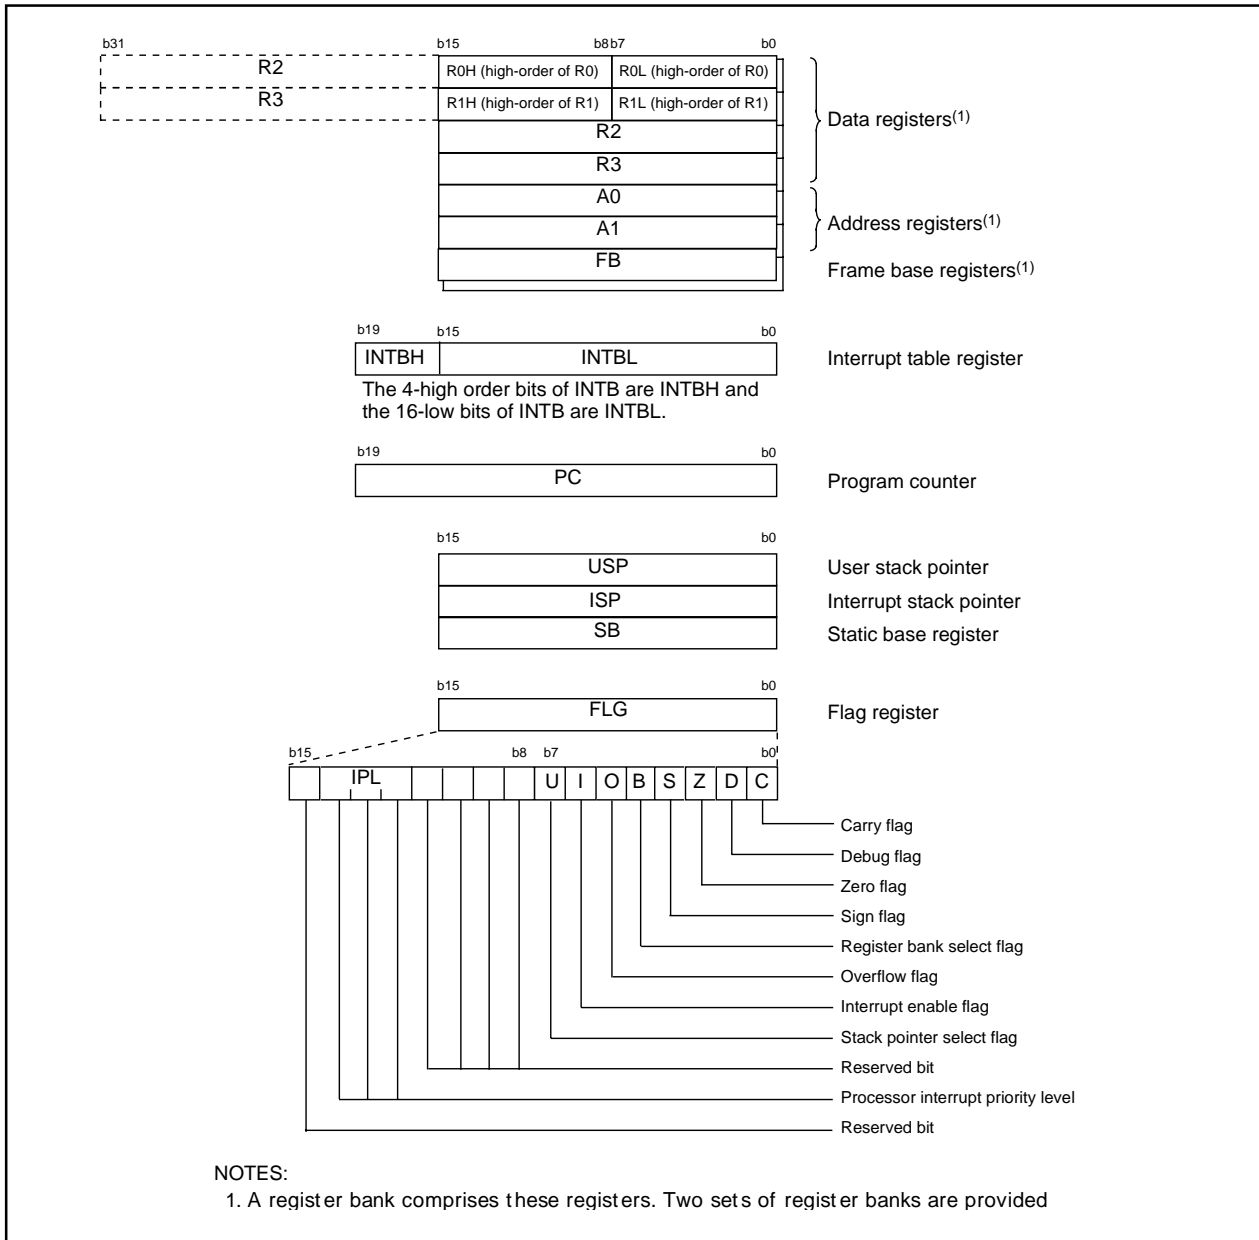 b31 b15 b8b7 b0
R2 R0H (high-order of R0) R0L (high-order of R0)
R3 R1H (high-order of R1) R1L (high-order of R1)
R2
R3
Data registers(1)
A0
A1
Address registers(1)
FB
Frame base registers(1)
b19 b15 b0
INTBH INTBL Interrupt table register
The 4-high order bits of INTB are INTBH and
the 16-low bits of INTB are INTBL.
b19 b0
PC Program counter
b15 b0
USP User stack pointer
ISP Interrupt stack pointer
SB Static base register
b15 b0
FLG Flag register
b15 b8 b7 b0
IPL U I O B S Z D C
Carry flag
Debug flag
Zero flag
Sign flag
Register bank select flag
Overflow flag
Interrupt enable flag
Stack pointer select flag
Reserved bit
Processor interrupt priority level
Reserved bit
NOTES:
1. A register bank comprises these registers. Two sets of register banks are provided